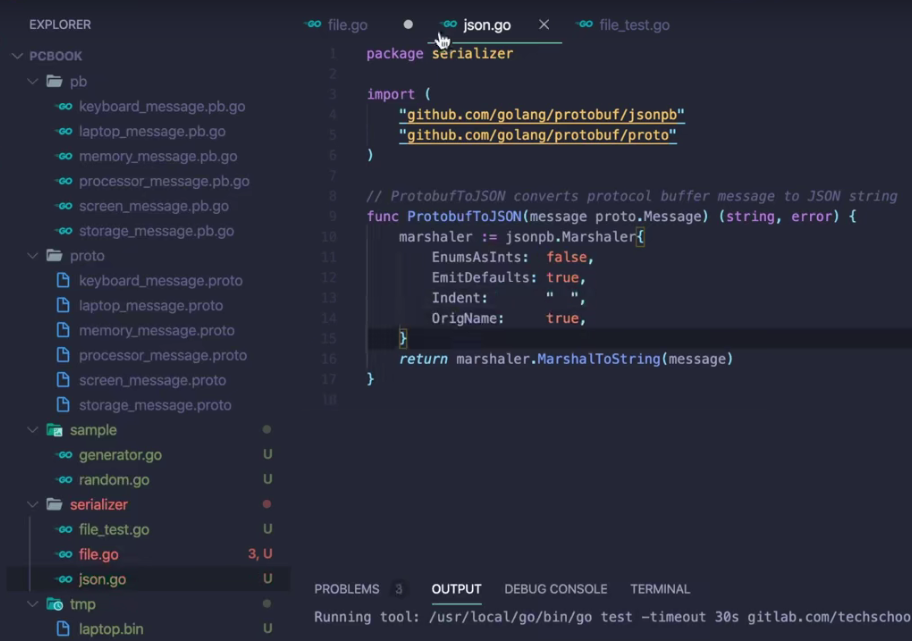 EXPLORER
PCBOOK
pb
keyboard_message.pb.go
laptop_message.pb.go
memory_message.pb.go
processor_message.pb.go
screen_message.pb.go
storage_message.pb.go
proto
keyboard_message.proto
laptop_message.proto
memory_message.proto
processor_message.proto
screen_message.proto
storage_message.proto
sample
generator.go U
random.go U
serializer
file_test.go U
file.go 3, U
json.go U
tmp
laptop.bin U
file.go json.go file_test.go
1 package serializer
2
3 import (
4 "github.com/golang/protobuf/jsonpb"
5 "github.com/golang/protobuf/proto"
6 )
7
8 // ProtobufToJSON converts protocol buffer message to JSON string
9 func ProtobufToJSON(message proto.Message) (string, error) {
10 marshaler := jsonpb.Marshaler{
11 EnumsAsInts: false,
12 EmitDefaults: true,
13 Indent: "  ",
14 OrigName: true,
15 }
16 return marshaler.MarshalToString(message)
17 }
18
PROBLEMS 3 OUTPUT DEBUG CONSOLE TERMINAL
Running tool: /usr/local/go/bin/go test -timeout 30s gitlab.com/techschoo